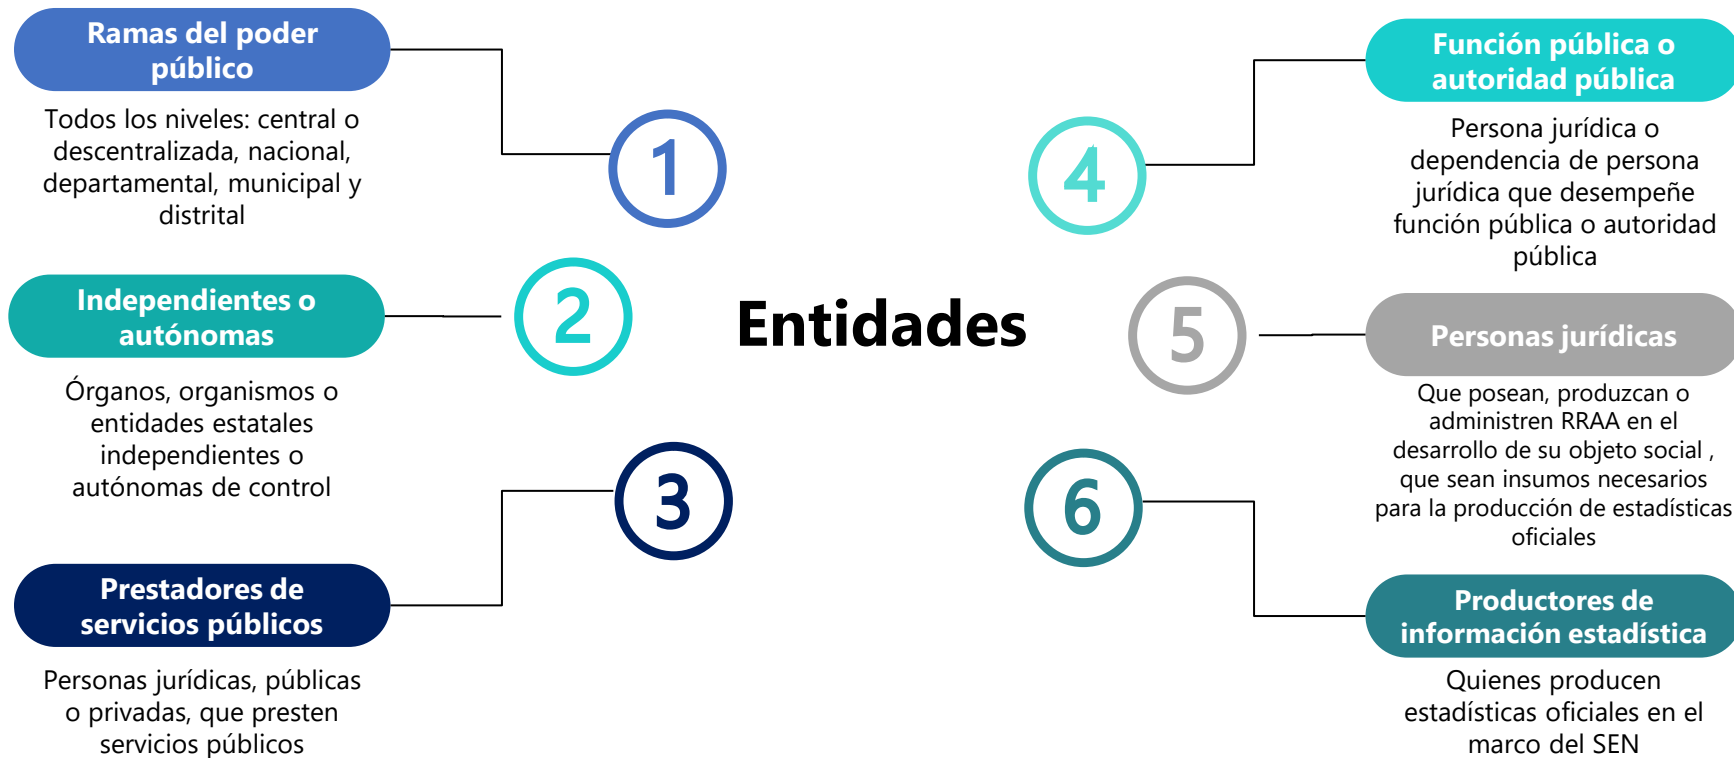 Ramas del poder
público
Todos los niveles: central o
descentralizada, nacional,
departamental, municipal y
distrital
1
Independientes o
autónomas
Órganos, organismos o
entidades estatales
independientes o
autónomas de control
2
Prestadores de
servicios públicos
Personas jurídicas, públicas
o privadas, que presten
servicios públicos
3
Entidades
4
Función pública o
autoridad pública
Persona jurídica o
dependencia de persona
jurídica que desempeñe
función pública o autoridad
pública
5
Personas jurídicas
Que posean, produzcan o
administren RRAA en el
desarrollo de su objeto social ,
que sean insumos necesarios
para la producción de estadísticas
oficiales
6
Productores de
información estadística
Quienes producen
estadísticas oficiales en el
marco del SEN